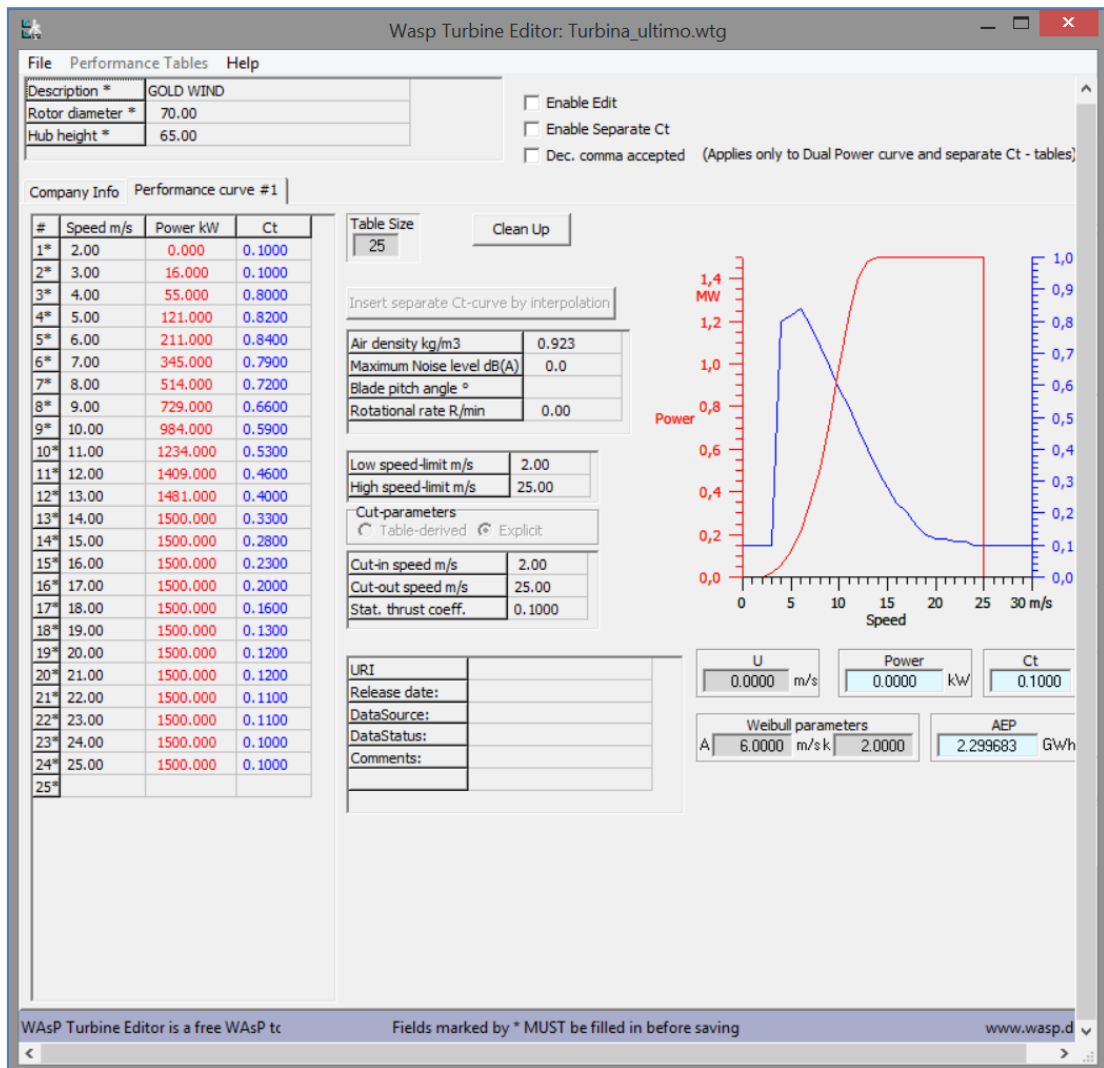 Wasp Turbine Editor: Turbina_ultimo.wtg
File Performance Tables Help
Description * GOLD WIND
Rotor diameter * 70.00
Hub height * 65.00
Enable Edit
Enable Separate Ct
Dec. comma accepted (Applies only to Dual Power curve and separate Ct - tables)
Company Info Performance curve #1
# Speed m/s Power kW Ct
1* 2.00 0.000 0.1000
2* 3.00 16.000 0.1000
3* 4.00 55.000 0.8000
4* 5.00 121.000 0.8200
5* 6.00 211.000 0.8400
6* 7.00 345.000 0.7900
7* 8.00 514.000 0.7200
8* 9.00 729.000 0.6600
9* 10.00 984.000 0.5900
10* 11.00 1234.000 0.5300
11* 12.00 1409.000 0.4600
12* 13.00 1481.000 0.4000
13* 14.00 1500.000 0.3300
14* 15.00 1500.000 0.2800
15* 16.00 1500.000 0.2300
16* 17.00 1500.000 0.2000
17* 18.00 1500.000 0.1600
18* 19.00 1500.000 0.1300
19* 20.00 1500.000 0.1200
20* 21.00 1500.000 0.1200
21* 22.00 1500.000 0.1100
22* 23.00 1500.000 0.1100
23* 24.00 1500.000 0.1000
24* 25.00 1500.000 0.1000
25*
Table Size
25
Clean Up
Insert separate Ct-curve by interpolation
Air density kg/m3 0.923
Maximum Noise level dB(A) 0.0
Blade pitch angle °
Rotational rate R/min 0.00
Low speed-limit m/s 2.00
High speed-limit m/s 25.00
Cut-parameters
Table-derived Explicit
Cut-in speed m/s 2.00
Cut-out speed m/s 25.00
Stat. thrust coeff. 0.1000
URI
Release date:
DataSource:
DataStatus:
Comments:
1,4
MW
1,2
1,0
Power 0,8
0,6
0,4
0,2
0,0
1,0
0,9
0,8
0,7
0,6
0,5
0,4
0,3
0,2
0,1
0,0
0 5 10 15 20 25 30 m/s
Speed
U Power Ct
0.0000 m/s 0.0000 kW 0.1000
Weibull parameters AEP
A 6.0000 m/s k 2.0000 2.299683 GWh
WAsP Turbine Editor is a free WAsP tc Fields marked by * MUST be filled in before saving www.wasp.d